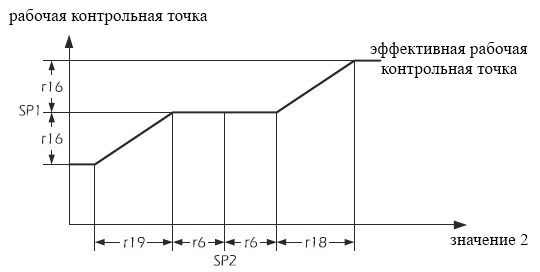 рабочая контрольная точка
эффективная рабочая
контрольная точка
r16
SP1
r16
r19
r6
r6
r18
SP2
значение 2